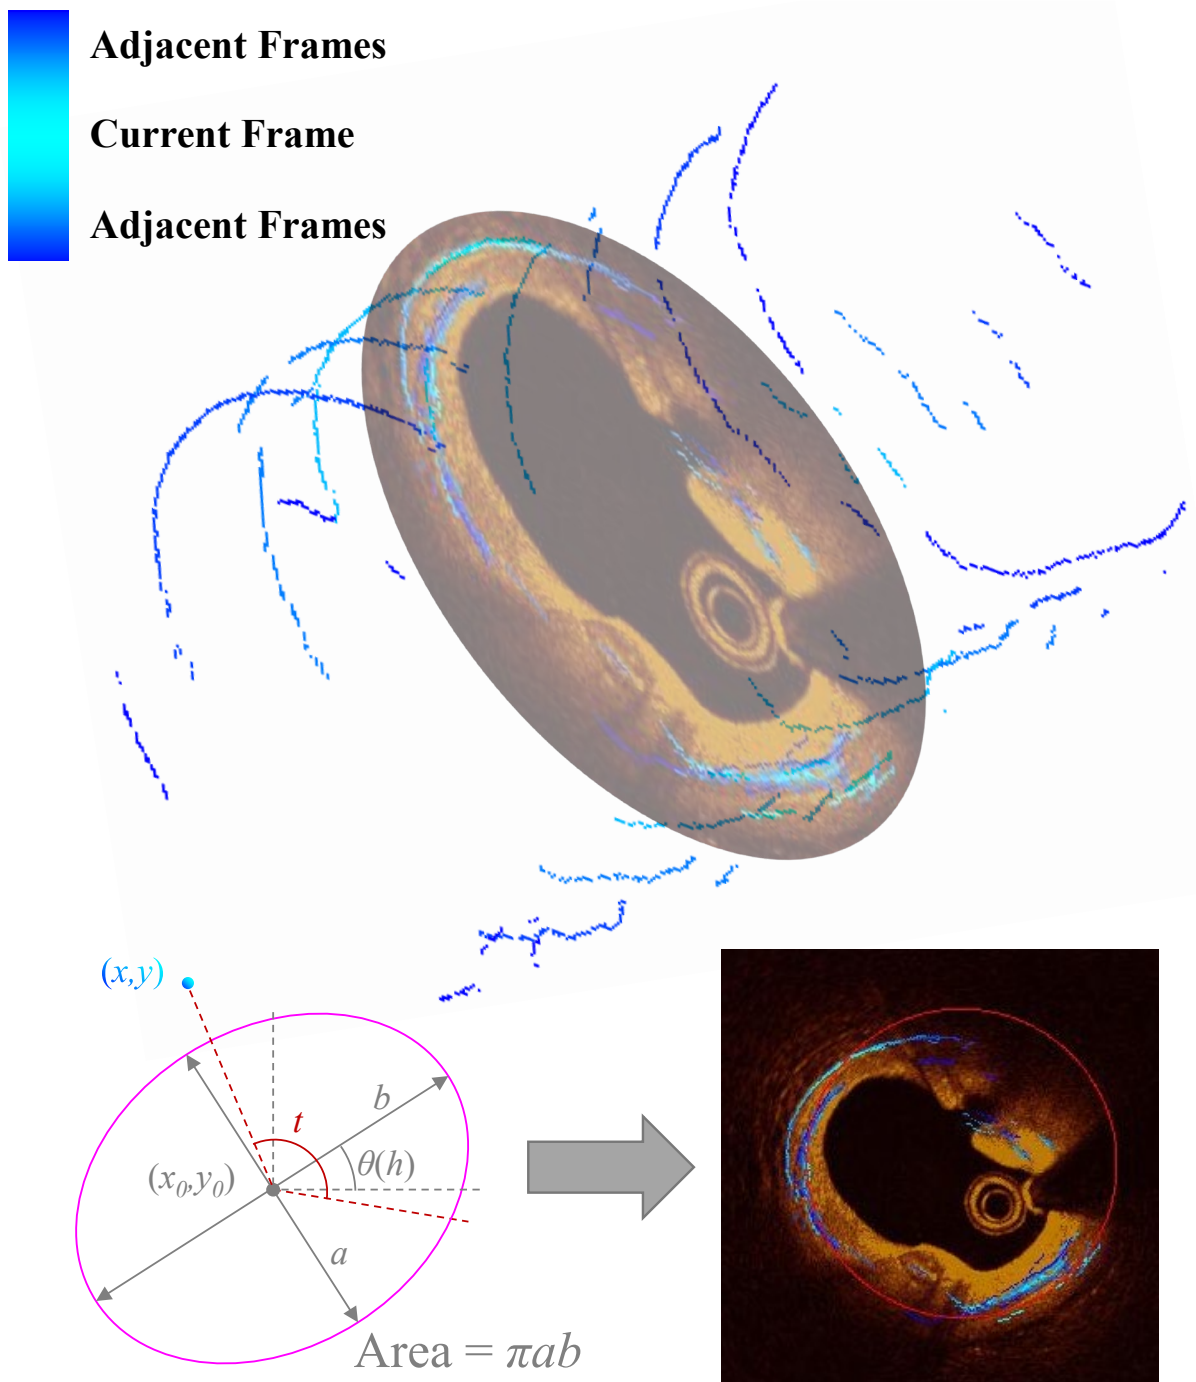 Adjacent Frames
Current Frame
Adjacent Frames
(x,y)
b
t
θ(h)
(x₀,y₀)
a
Area = πab